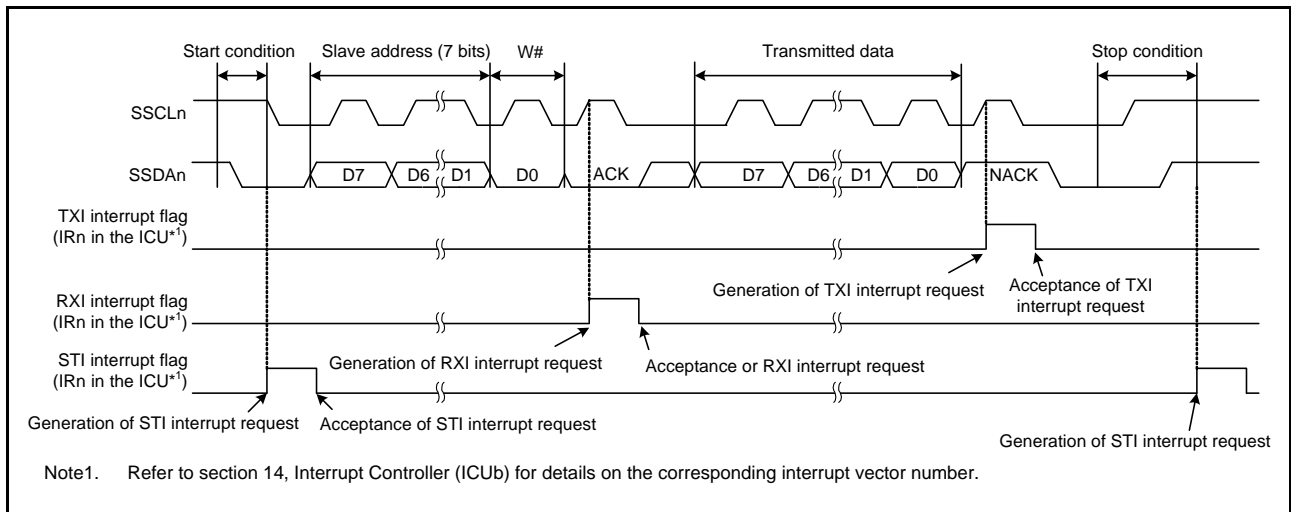 Start condition Slave address (7 bits) W# Transmitted data Stop condition
SSCLn
SSDAn D7 D6 D1 D0 ACK D7 D6 D1 D0 NACK
TXI interrupt flag
(IRn in the ICU*1)
Generation of TXI interrupt request
Acceptance of TXI
interrupt request
RXI interrupt flag
(IRn in the ICU*1)
Generation of RXI interrupt request
Acceptance or RXI interrupt request
STI interrupt flag
(IRn in the ICU*1)
Generation of STI interrupt request
Acceptance of STI interrupt request
Generation of STI interrupt request
Note1. Refer to section 14, Interrupt Controller (ICUb) for details on the corresponding interrupt vector number.